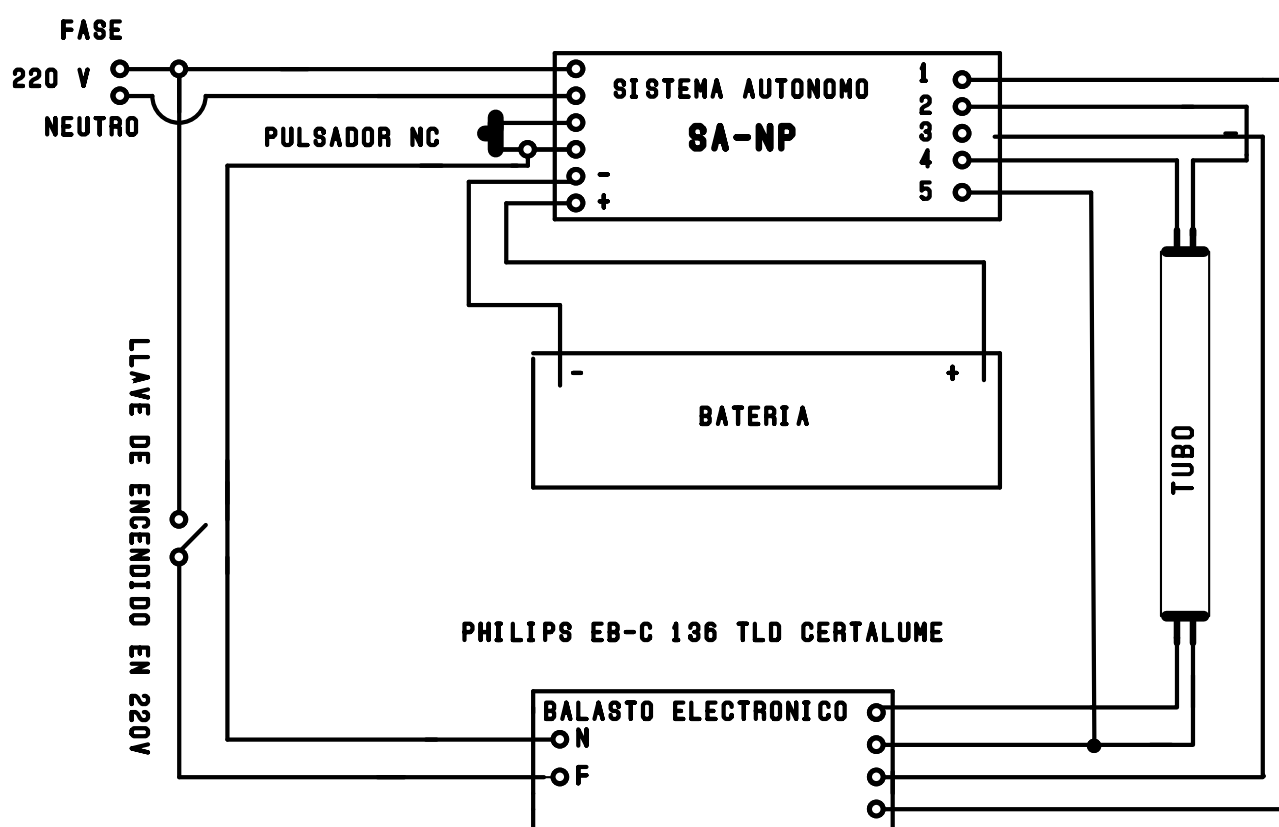 FASE
220 V
NEUTRO
PULSADOR NC
SISTEMA AUTONOMO
SA-NP
-
+
1
2
3
4
5
-
+
BATERIA
TUBO
LLAVE DE ENCENDIDO EN 220V
PHILIPS EB-C 136 TLD CERTALUME
BALASTO ELECTRONICO
N
F